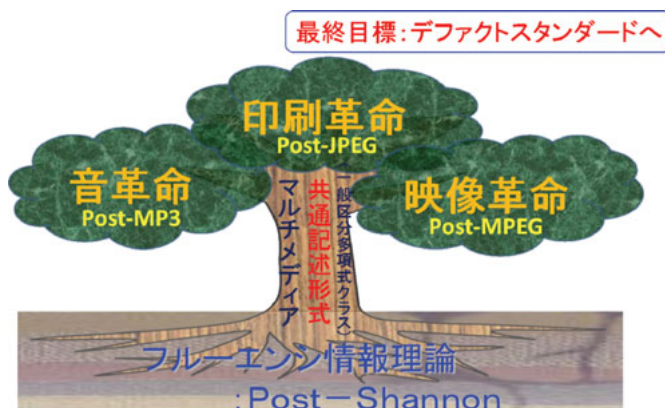 最終目標:デファクトスタンダードへ
印刷革命
Post-JPEG
音革命
Post-MP3
映像革命
Post-MPEG
マルチメディア
共通記述形式
(一般区分多項式クラス)
フルーエンシ情報理論
:Post-Shannon